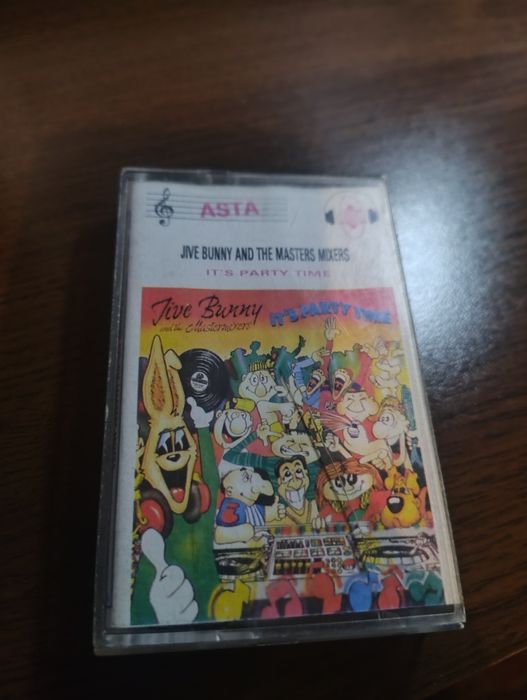 ASTA
JIVE BUNNY AND THE MASTERS MIXERS
IT'S PARTY TIME
Jive Bunny
and the Mastermixers
IT'S PARTY TIME